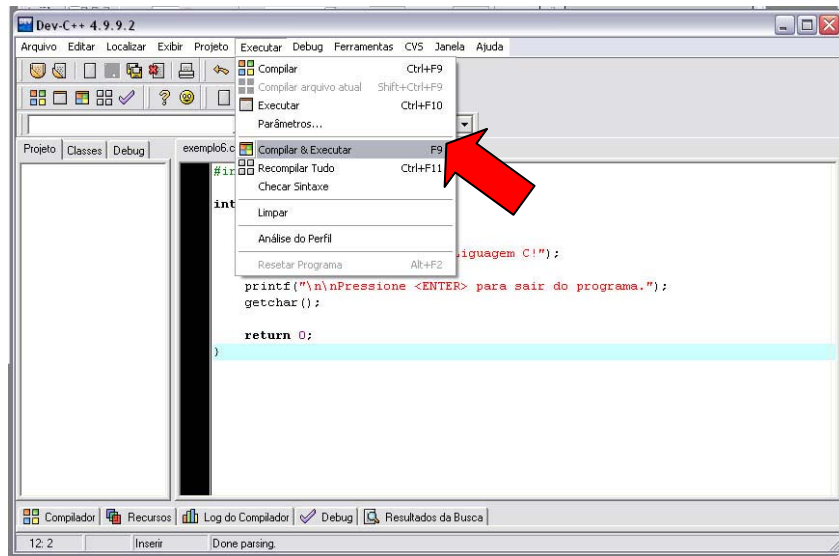 Dev-C++ 4.9.9.2
Arquivo Editar Localizar Exibir Projeto Executar Debug Ferramentas CVS Janela Ajuda
Compilar Ctrl+F9
Compilar arquivo atual Shift+Ctrl+F9
Executar Ctrl+F10
Parâmetros...
Compilar & Executar F9
Recompilar Tudo Ctrl+F11
Checar Sintaxe
Limpar
Análise do Perfil
Resetar Programa Alt+F2
Projeto Classes Debug
exemplo6.c
#in
int
iguagem C!");
printf("\n\nPressione <ENTER> para sair do programa.");
getchar();
return 0;
}
Compilador Recursos Log do Compilador Debug Resultados da Busca
12: 2 Inserir Done parsing.